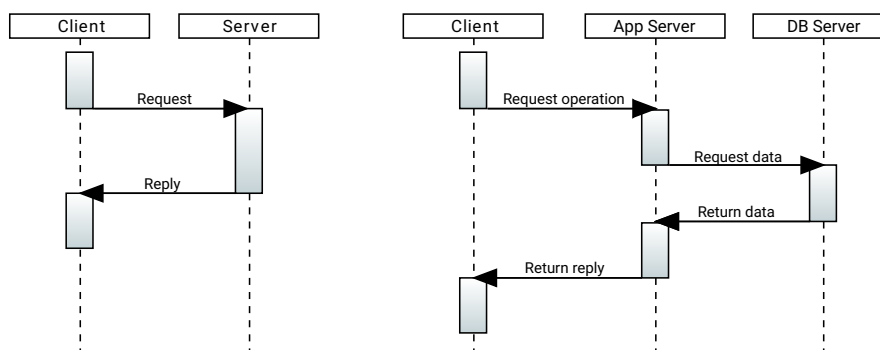 Client
Server
Request
Reply
Client
App Server
DB Server
Request operation
Request data
Return data
Return reply